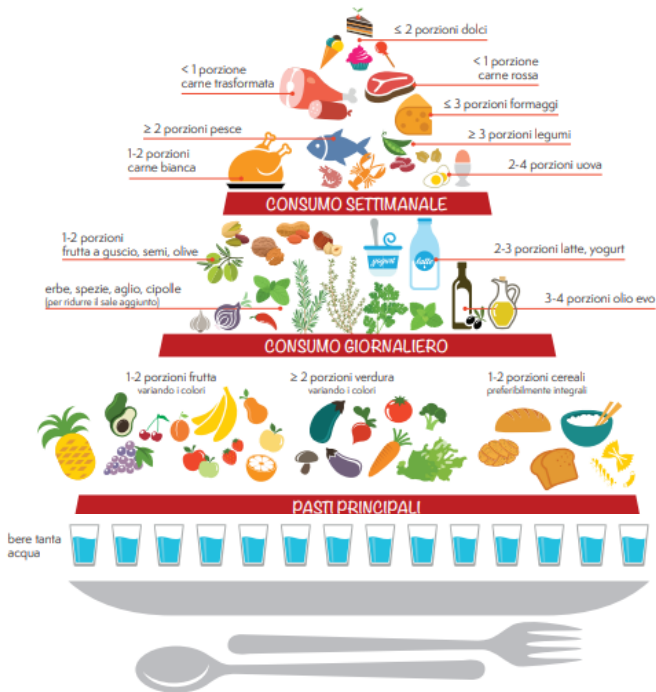 ≤ 2 porzioni dolci
< 1 porzione
carne trasformata
< 1 porzione
carne rossa
≤ 3 porzioni formaggi
≥ 2 porzioni pesce
≥ 3 porzioni legumi
1-2 porzioni
carne bianca
2-4 porzioni uova
CONSUMO SETTIMANALE
1-2 porzioni
frutta a guscio, semi, olive
yogurt
latte
2-3 porzioni latte, yogurt
erbe, spezie, aglio, cipolle
(per ridurre il sale aggiunto)
3-4 porzioni olio evo
CONSUMO GIORNALIERO
1-2 porzioni frutta
variando i colori
≥ 2 porzioni verdura
variando i colori
1-2 porzioni cereali
preferibilmente integrali
PASTI PRINCIPALI
bere tanta
acqua